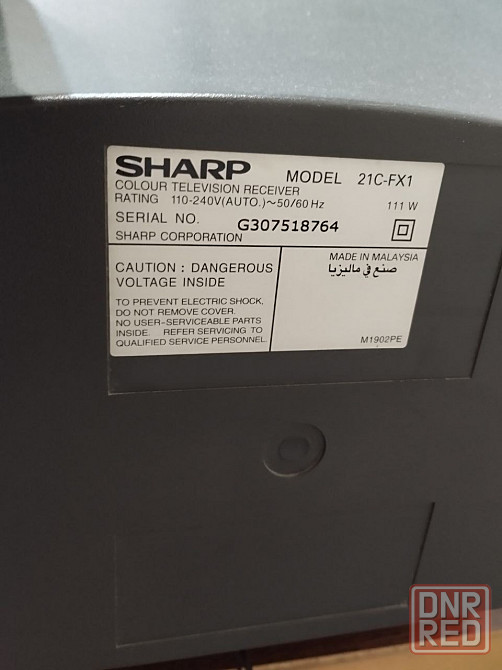 SHARP MODEL 21C-FX1
COLOUR TELEVISION RECEIVER
RATING 110-240V(AUTO.)~50/60 Hz 111 W
SERIAL NO. G307518764
SHARP CORPORATION
CAUTION : DANGEROUS
VOLTAGE INSIDE
TO PREVENT ELECTRIC SHOCK,
DO NOT REMOVE COVER.
NO USER-SERVICEABLE PARTS
INSIDE. REFER SERVICING TO
QUALIFIED SERVICE PERSONNEL.
MADE IN MALAYSIA
صنع في ماليزيا
M1902PE
DNR
RED